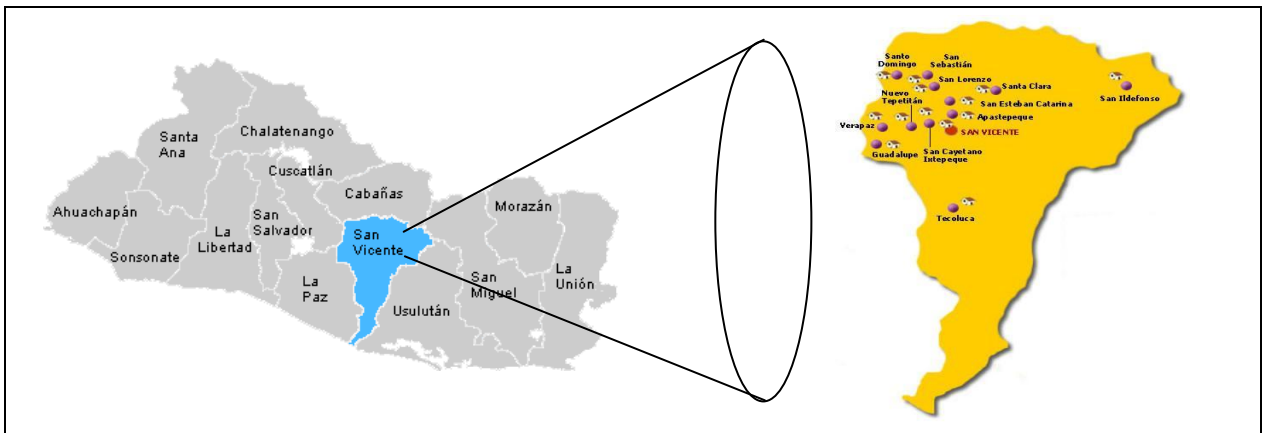 Chalatenango
Santa
Ana
Cuscatlán
Cabañas
Morazán
Ahuachapán
San
Salvador
La
Libertad
San
Vicente
Sonsonate
La
Paz
San
Miguel
La
Unión
Usulután
Santo
Domingo
San
Sebastián
San Lorenzo
Santa Clara
San Ildefonso
Nuevo
Tepetitán
San Esteban Catarina
Apastepeque
Verapaz
SAN VICENTE
Guadalupe
San Cayetano
Istepeque
Tecoluca